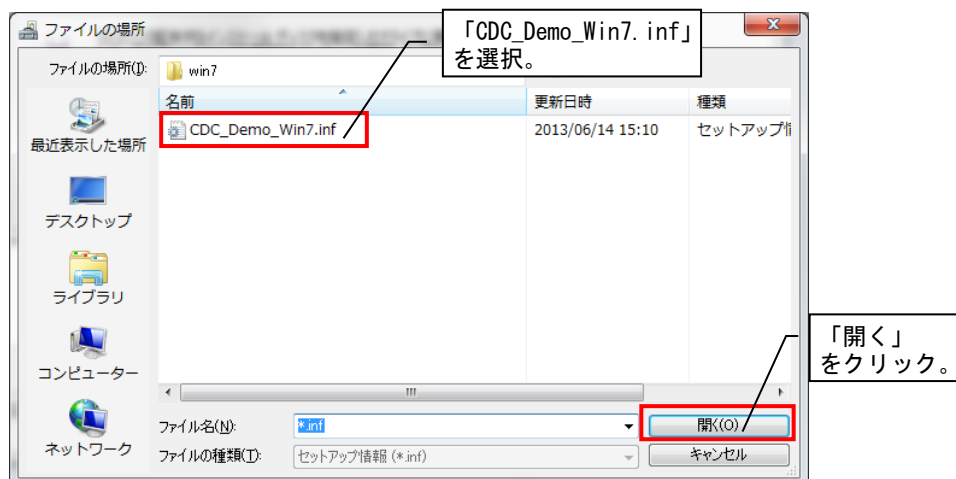 ファイルの場所
「CDC_Demo_Win7.inf」
を選択。
ファイルの場所(I):
win7
名前
更新日時
種類
CDC_Demo_Win7.inf
2013/06/14 15:10
セットアップ情
最近表示した場所
デスクトップ
ライブラリ
コンピューター
ネットワーク
「開く」
をクリック。
ファイル名(N):
*.inf
開く(O)
ファイルの種類(T):
セットアップ情報 (*.inf)
キャンセル